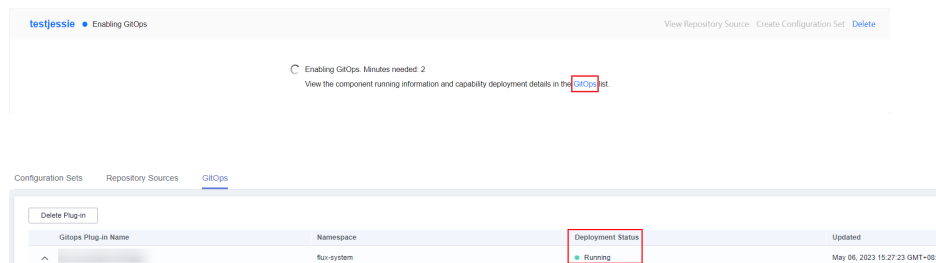 testjessie Enabling GitOps View Repository Source Create Configuration Set Delete
Enabling GitOps. Minutes needed: 2
View the component running information and capability deployment details in the GitOps list.
Configuration Sets Repository Sources GitOps
Delete Plug-in
Gitops Plug-in Name Namespace Deployment Status Updated
flux-system Running May 06, 2023 15:27:23 GMT+08: